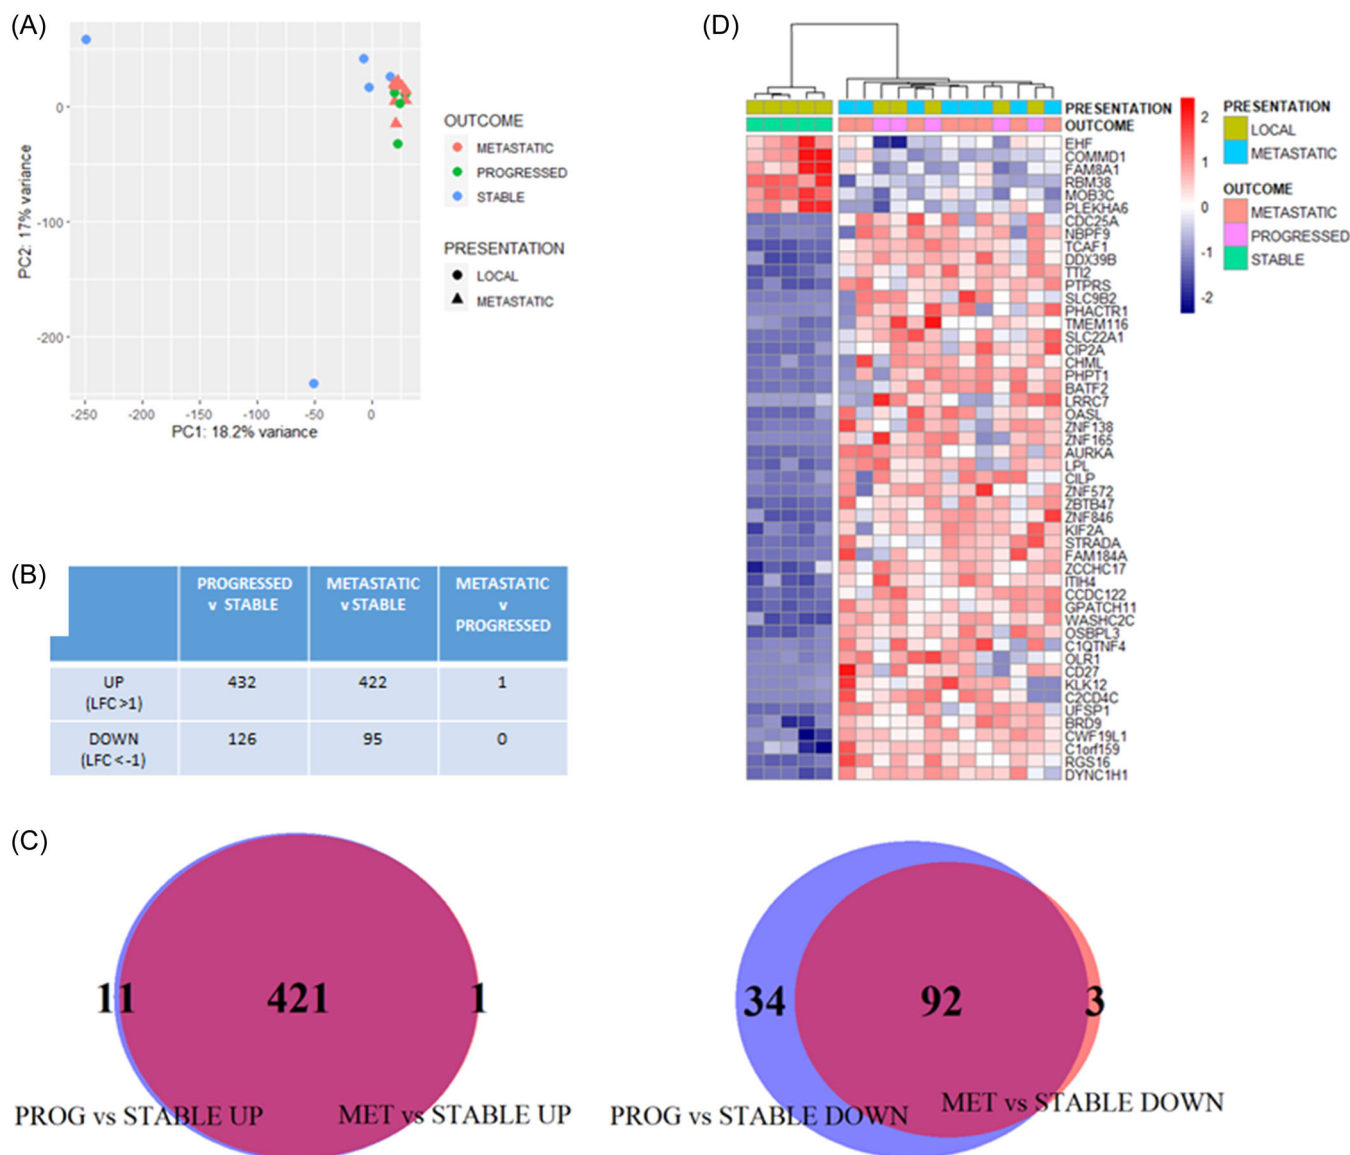 (A)
0
-100
-200
PC2: 17% variance
-250
-200
-150
-100
-50
0
PC1: 18.2% variance
OUTCOME
METASTATIC
PROGRESSED
STABLE
PRESENTATION
LOCAL
METASTATIC
(B)
PROGRESSED v STABLE
METASTATIC v STABLE
METASTATIC v PROGRESSED
UP (LFC >1)
432
422
1
DOWN (LFC < -1)
126
95
0
(C)
11
421
1
PROG vs STABLE UP
MET vs STABLE UP
34
92
3
PROG vs STABLE DOWN
MET vs STABLE DOWN
(D)
PRESENTATION
OUTCOME
EHF
COMMD1
FAM8A1
RBM38
MOB3C
PLEKHA6
CDC25A
NBPF9
TCAF1
DDX39B
TTI2
PTPRS
SLC9B2
PHACTR1
TMEM116
SLC22A1
CIP2A
CHML
PHPT1
BATF2
LRRC7
OASL
ZNF138
ZNF165
AURKA
LPL
CILP
ZNF572
ZBTB47
ZNF846
KIF2A
STRADA
FAM184A
ZCCHC17
ITIH4
CCDC122
GPATCH11
WASHC2C
OSBPL3
C1QTNF4
OLR1
CD27
KLK12
C2CD4C
UFSP1
BRD9
CWF19L1
C1orf159
RGS16
DYNC1H1
2
1
0
-1
-2
PRESENTATION
LOCAL
METASTATIC
OUTCOME
METASTATIC
PROGRESSED
STABLE